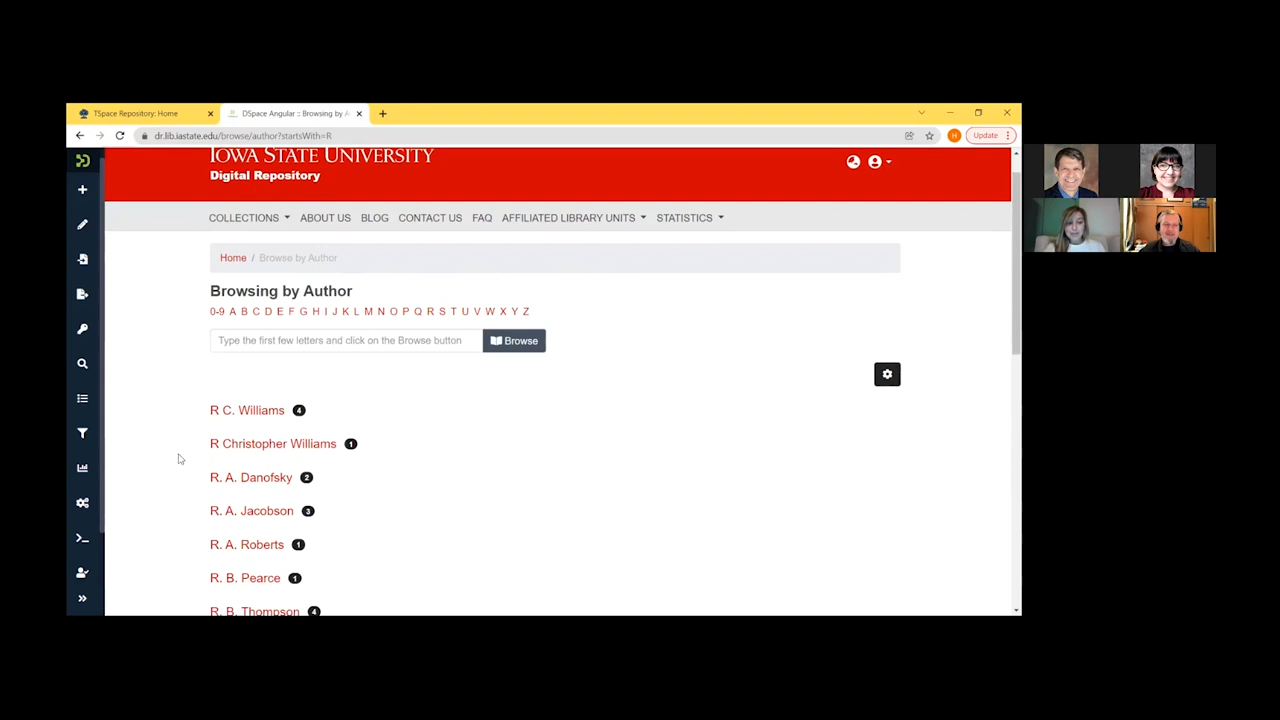 TSpace Repository: Home
DSpace Angular :: Browsing by A
dr.lib.iastate.edu/browse/author?startsWith=R
H
Update
IOWA STATE UNIVERSITY
Digital Repository
COLLECTIONS ABOUT US BLOG CONTACT US FAQ AFFILIATED LIBRARY UNITS STATISTICS
Home / Browse by Author
Browsing by Author
0-9 A B C D E F G H I J K L M N O P Q R S T U V W X Y Z
Type the first few letters and click on the Browse button
Browse
R C. Williams 4
R Christopher Williams 1
R. A. Danofsky 2
R. A. Jacobson 3
R. A. Roberts 1
R. B. Pearce 1
R. B. Thompson 4